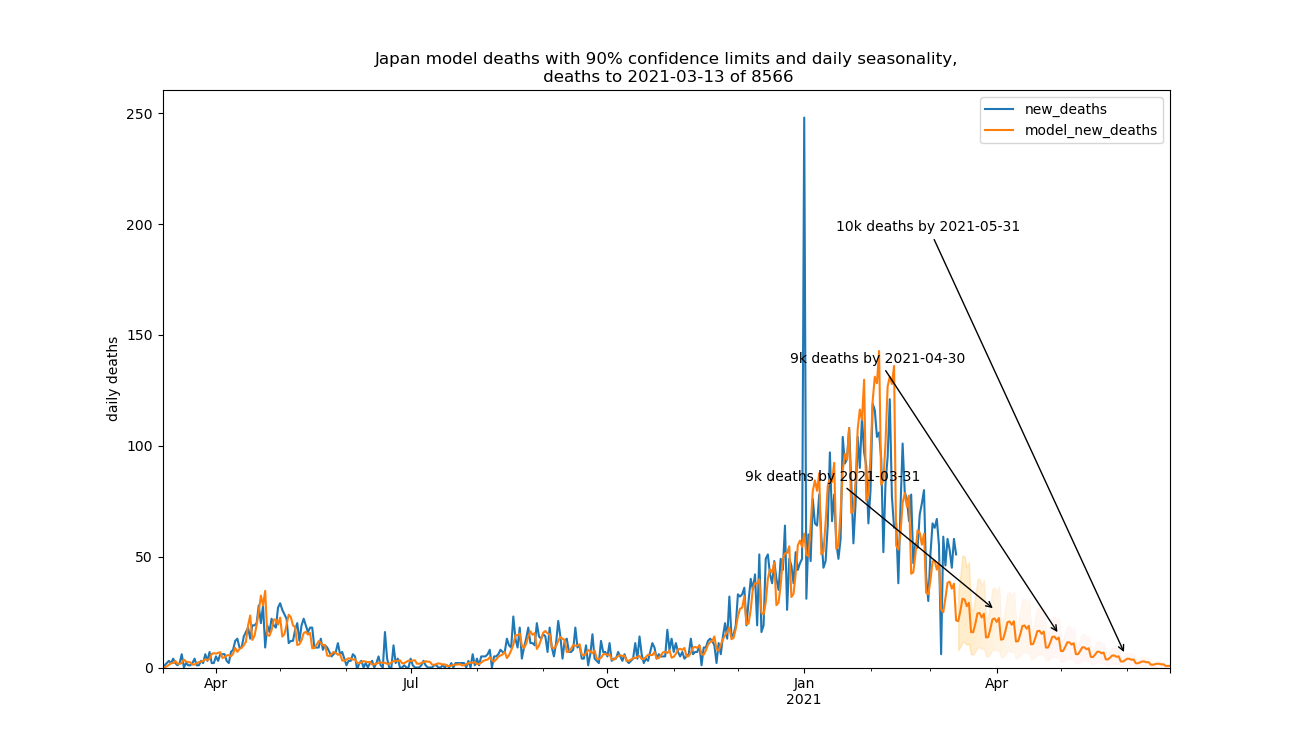 Japan model deaths with 90% confidence limits and daily seasonality,
deaths to 2021-03-13 of 8566
250
200
150
100
50
0
daily deaths
new_deaths
model_new_deaths
10k deaths by 2021-05-31
9k deaths by 2021-04-30
9k deaths by 2021-03-31
Apr
Jul
Oct
Jan
2021
Apr